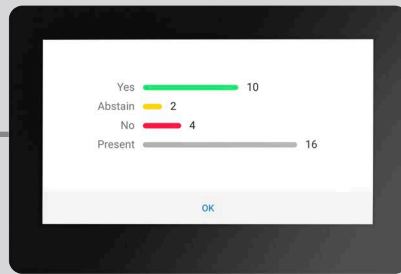 Yes 10
Abstain 2
No 4
Present 16
OK